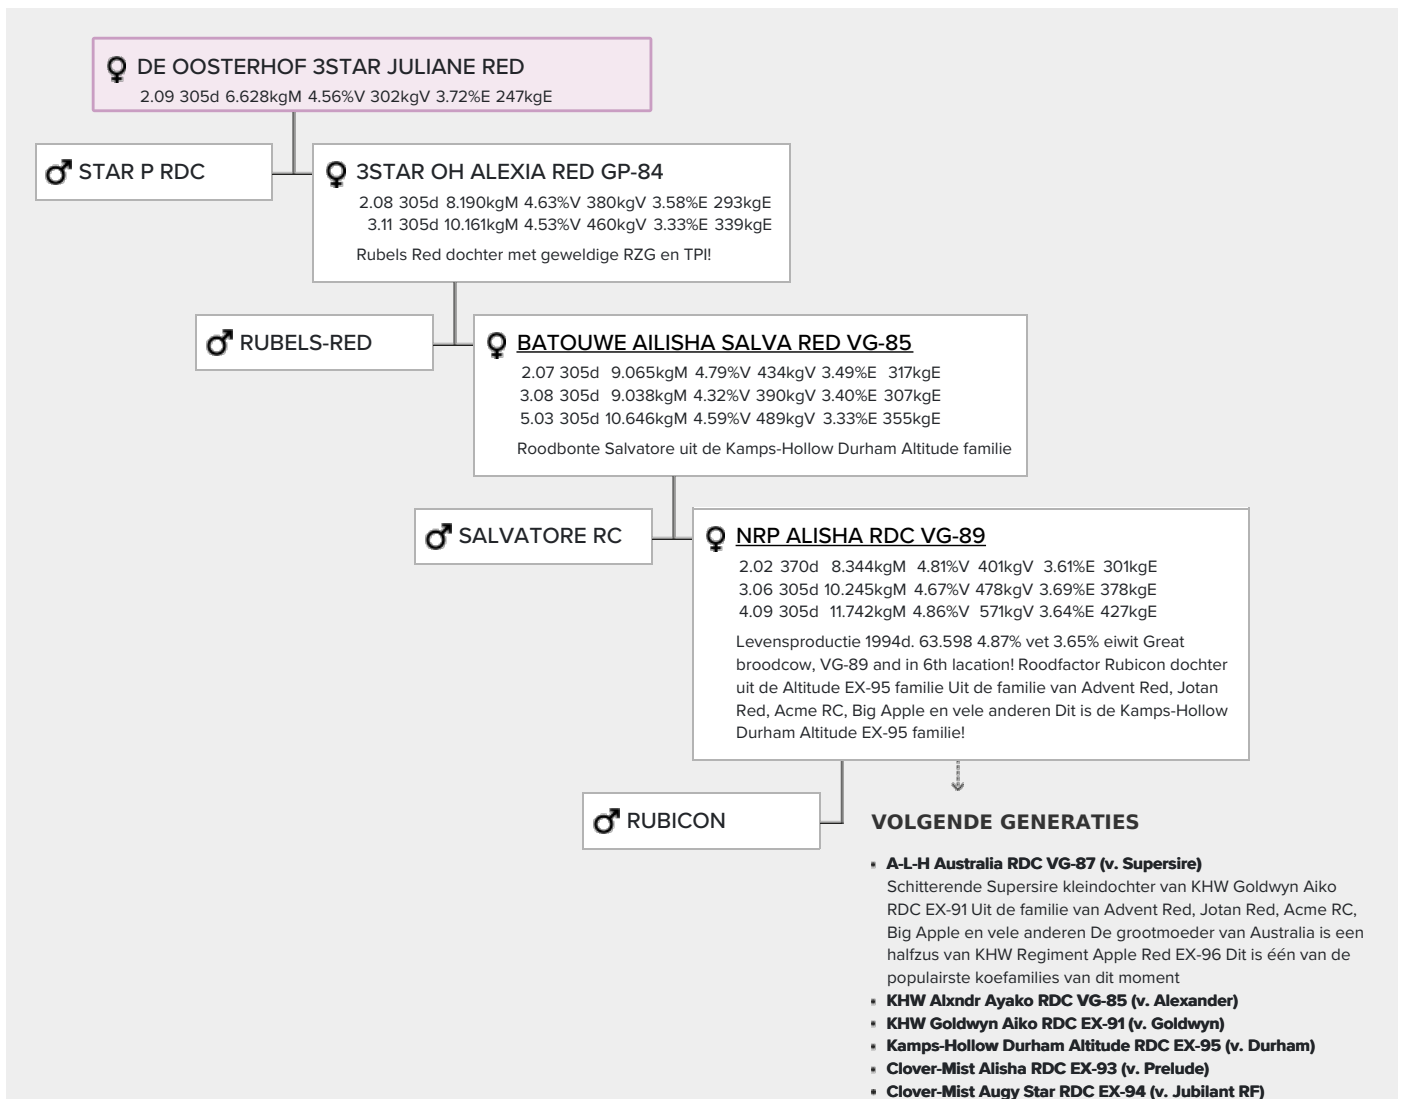 DE OOSTERHOF 3STAR JULIANE RED
2.09 305d 6.628kgM 4.56%V 302kgV 3.72%E 247kgE
STAR P RDC
3STAR OH ALEXIA RED GP-84
2.08 305d 8.190kgM 4.63%V 380kgV 3.58%E 293kgE
3.11 305d 10.161kgM 4.53%V 460kgV 3.33%E 339kgE
Rubels Red dochter met geweldige RZG en TPI!
RUBELS-RED
BATOUWE AILISHA SALVA RED VG-85
2.07 305d 9.065kgM 4.79%V 434kgV 3.49%E 317kgE
3.08 305d 9.038kgM 4.32%V 390kgV 3.40%E 307kgE
5.03 305d 10.646kgM 4.59%V 489kgV 3.33%E 355kgE
Roodbonte Salvatore uit de Kamps-Hollow Durham Altitude familie
SALVATORE RC
NRP ALISHA RDC VG-89
2.02 370d 8.344kgM 4.81%V 401kgV 3.61%E 301kgE
3.06 305d 10.245kgM 4.67%V 478kgV 3.69%E 378kgE
4.09 305d 11.742kgM 4.86%V 571kgV 3.64%E 427kgE
Levensproductie 1994d. 63.598 4.87% vet 3.65% eiwit Great
broodcow, VG-89 and in 6th lacation! Roodfactor Rubicon dochter
uit de Altitude EX-95 familie Uit de familie van Advent Red, Jotan
Red, Acme RC, Big Apple en vele anderen Dit is de Kamps-Hollow
Durham Altitude EX-95 familie!
RUBICON
VOLGENDE GENERATIES
▪ A-L-H Australia RDC VG-87 (v. Supersire)
Schitterende Supersire kleindochter van KHW Goldwyn Aiko
RDC EX-91 Uit de familie van Advent Red, Jotan Red, Acme RC,
Big Apple en vele anderen De grootmoeder van Australia is een
halfzus van KHW Regiment Apple Red EX-96 Dit is één van de
populairste koefamilies van dit moment
▪ KHW Alxndr Ayako RDC VG-85 (v. Alexander)
▪ KHW Goldwyn Aiko RDC EX-91 (v. Goldwyn)
▪ Kamps-Hollow Durham Altitude RDC EX-95 (v. Durham)
▪ Clover-Mist Alisha RDC EX-93 (v. Prelude)
▪ Clover-Mist Augy Star RDC EX-94 (v. Jubilant RF)